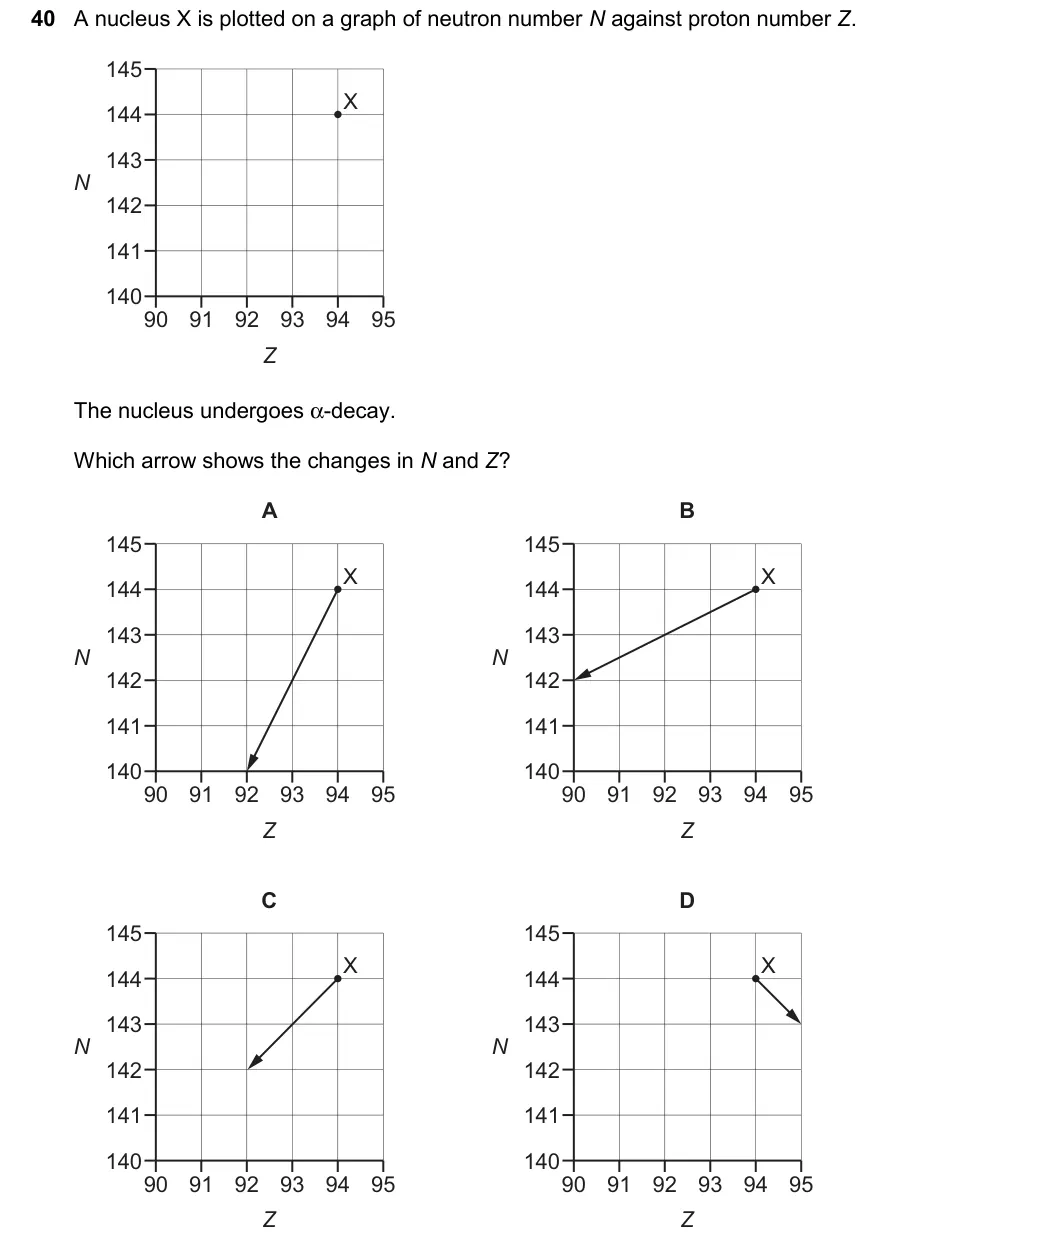 40 A nucleus X is plotted on a graph of neutron number N against proton number Z.
145
X
144
143
N
142
141
140
90 91 92 93 94 95
Z
The nucleus undergoes α-decay.
Which arrow shows the changes in N and Z?
A
145
X
144
143
N
142
141
140
90 91 92 93 94 95
Z
B
145
X
144
143
N
142
141
140
90 91 92 93 94 95
Z
C
145
X
144
143
N
142
141
140
90 91 92 93 94 95
Z
D
145
X
144
143
N
142
141
140
90 91 92 93 94 95
Z